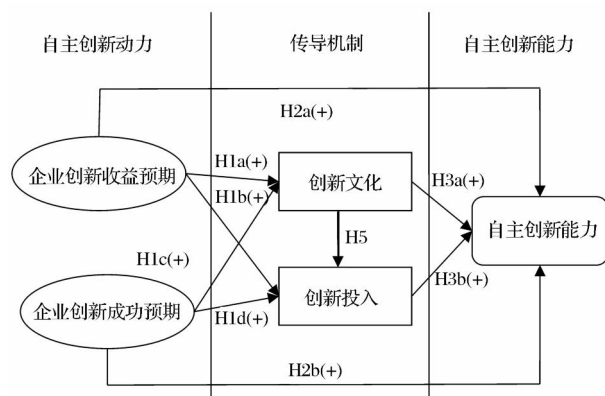 自主创新动力
传导机制
自主创新能力
H2a(+)
企业创新收益预期
H1a(+)
H1b(+)
创新文化
H3a(+)
自主创新能力
H5
H1c(+)
企业创新成功预期
H1d(+)
创新投入
H3b(+)
H2b(+)